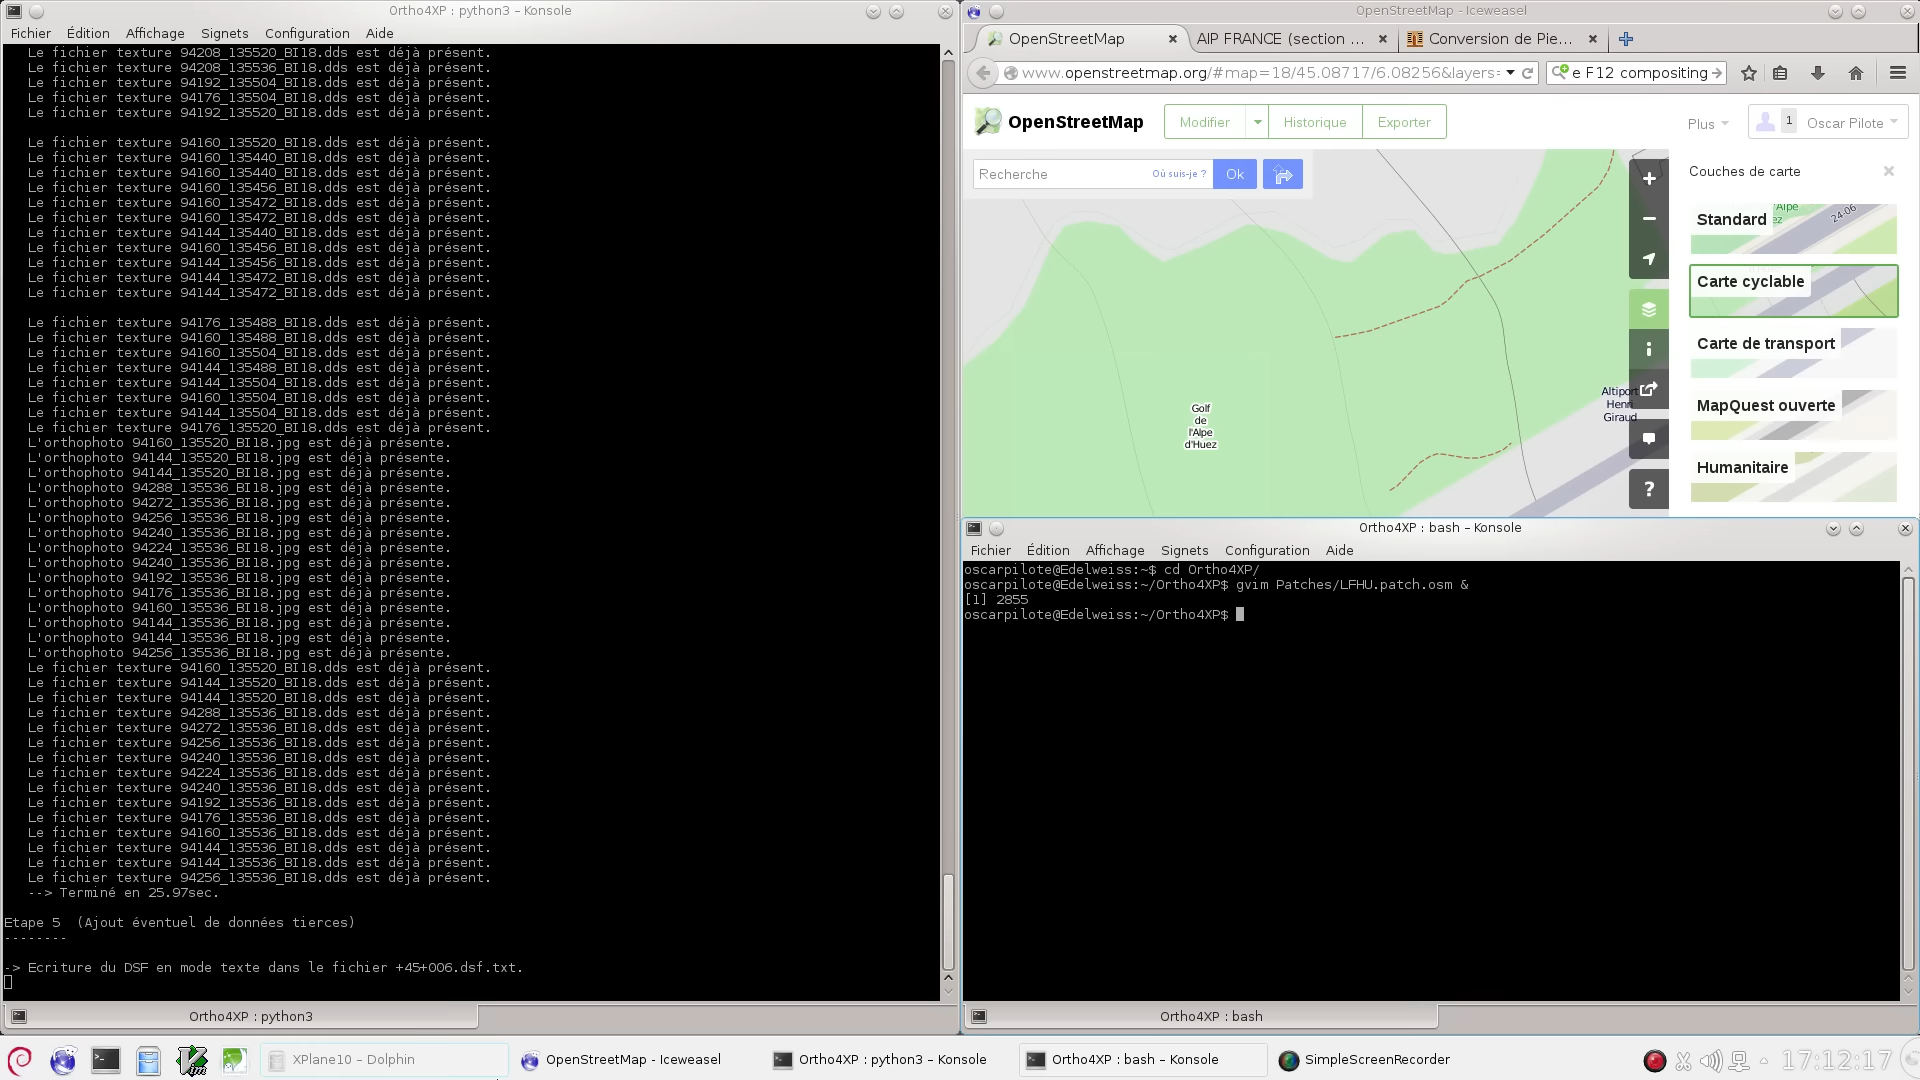 Ortho4XP : python3 – Konsole
Fichier Édition Affichage Signets Configuration Aide
Le fichier texture 94208_135520_BI18.dds est déjà présent.
Le fichier texture 94208_135536_BI18.dds est déjà présent.
Le fichier texture 94192_135504_BI18.dds est déjà présent.
Le fichier texture 94176_135504_BI18.dds est déjà présent.
Le fichier texture 94192_135520_BI18.dds est déjà présent.
Le fichier texture 94160_135520_BI18.dds est déjà présent.
Le fichier texture 94160_135440_BI18.dds est déjà présent.
Le fichier texture 94160_135440_BI18.dds est déjà présent.
Le fichier texture 94160_135456_BI18.dds est déjà présent.
Le fichier texture 94160_135472_BI18.dds est déjà présent.
Le fichier texture 94160_135472_BI18.dds est déjà présent.
Le fichier texture 94144_135440_BI18.dds est déjà présent.
Le fichier texture 94160_135456_BI18.dds est déjà présent.
Le fichier texture 94144_135456_BI18.dds est déjà présent.
Le fichier texture 94144_135472_BI18.dds est déjà présent.
Le fichier texture 94144_135472_BI18.dds est déjà présent.
Le fichier texture 94176_135488_BI18.dds est déjà présent.
Le fichier texture 94160_135488_BI18.dds est déjà présent.
Le fichier texture 94160_135504_BI18.dds est déjà présent.
Le fichier texture 94144_135488_BI18.dds est déjà présent.
Le fichier texture 94144_135504_BI18.dds est déjà présent.
Le fichier texture 94160_135504_BI18.dds est déjà présent.
Le fichier texture 94144_135504_BI18.dds est déjà présent.
Le fichier texture 94176_135520_BI18.dds est déjà présent.
L'orthophoto 94160_135520_BI18.jpg est déjà présente.
L'orthophoto 94144_135520_BI18.jpg est déjà présente.
L'orthophoto 94144_135520_BI18.jpg est déjà présente.
L'orthophoto 94288_135536_BI18.jpg est déjà présente.
L'orthophoto 94272_135536_BI18.jpg est déjà présente.
L'orthophoto 94256_135536_BI18.jpg est déjà présente.
L'orthophoto 94240_135536_BI18.jpg est déjà présente.
L'orthophoto 94224_135536_BI18.jpg est déjà présente.
L'orthophoto 94240_135536_BI18.jpg est déjà présente.
L'orthophoto 94192_135536_BI18.jpg est déjà présente.
L'orthophoto 94176_135536_BI18.jpg est déjà présente.
L'orthophoto 94160_135536_BI18.jpg est déjà présente.
L'orthophoto 94144_135536_BI18.jpg est déjà présente.
L'orthophoto 94144_135536_BI18.jpg est déjà présente.
L'orthophoto 94256_135536_BI18.jpg est déjà présente.
Le fichier texture 94160_135520_BI18.dds est déjà présent.
Le fichier texture 94144_135520_BI18.dds est déjà présent.
Le fichier texture 94144_135520_BI18.dds est déjà présent.
Le fichier texture 94288_135536_BI18.dds est déjà présent.
Le fichier texture 94272_135536_BI18.dds est déjà présent.
Le fichier texture 94256_135536_BI18.dds est déjà présent.
Le fichier texture 94240_135536_BI18.dds est déjà présent.
Le fichier texture 94224_135536_BI18.dds est déjà présent.
Le fichier texture 94240_135536_BI18.dds est déjà présent.
Le fichier texture 94192_135536_BI18.dds est déjà présent.
Le fichier texture 94176_135536_BI18.dds est déjà présent.
Le fichier texture 94160_135536_BI18.dds est déjà présent.
Le fichier texture 94144_135536_BI18.dds est déjà présent.
Le fichier texture 94144_135536_BI18.dds est déjà présent.
Le fichier texture 94256_135536_BI18.dds est déjà présent.
--> Terminé en 25.97sec.
Etape 5 (Ajout éventuel de données tierces)
--------
-> Ecriture du DSF en mode texte dans le fichier +45+006.dsf.txt.
Ortho4XP : python3
OpenStreetMap - Iceweasel
OpenStreetMap AIP FRANCE (section ... Conversion de Pie...
www.openstreetmap.org/#map=18/45.08717/6.08256&layers= e F12 compositing
OpenStreetMap Modifier Historique Exporter Plus 1 Oscar Pilote
Recherche Où suis-je ? Ok
Couches de carte
Standard
Alpe
ez
24-06
Carte cyclable
Carte de transport
MapQuest ouverte
Humanitaire
Altiport
Henri
Giraud
Golf
de
l'Alpe
d'Huez
Ortho4XP : bash – Konsole
Fichier Édition Affichage Signets Configuration Aide
oscarpilote@Edelweiss:~$ cd Ortho4XP/
oscarpilote@Edelweiss:~/Ortho4XP$ gvim Patches/LFHU.patch.osm &
[1] 2855
oscarpilote@Edelweiss:~/Ortho4XP$
Ortho4XP : bash
XPlane10 – Dolphin OpenStreetMap - Iceweasel Ortho4XP : python3 – Konsole Ortho4XP : bash – Konsole SimpleScreenRecorder 17:12:17